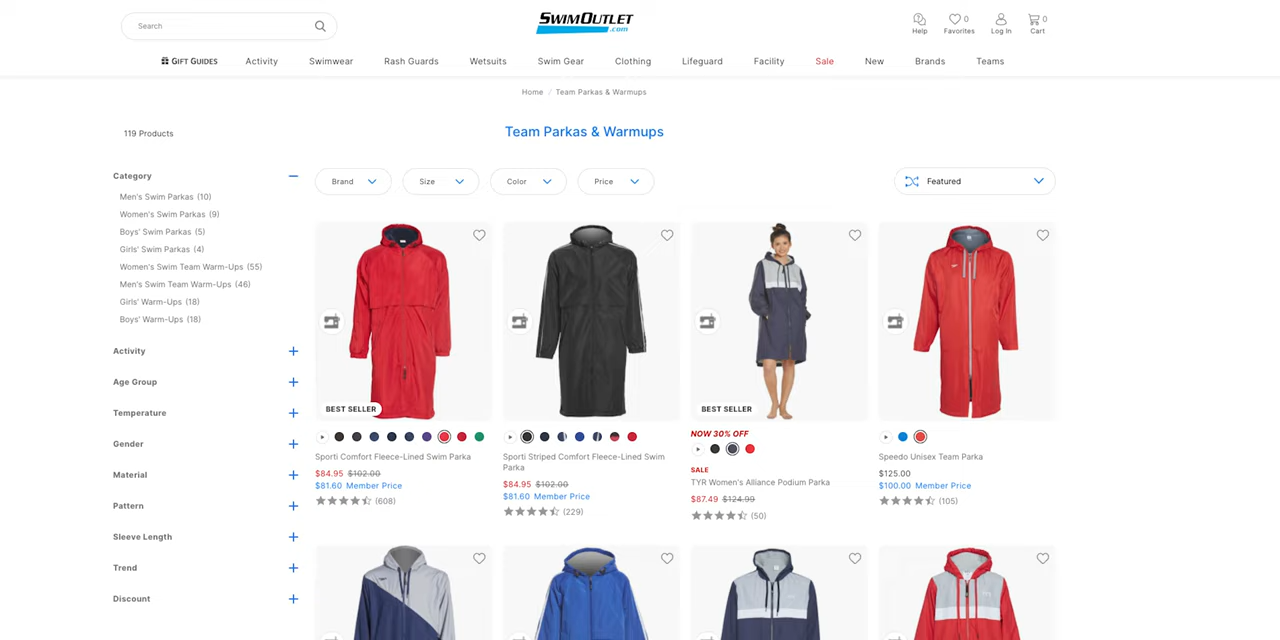 Search
SwimOutlet
.com
Help
0
Favorites
Log In
0
Cart
GIFT GUIDES
Activity
Swimwear
Rash Guards
Wetsuits
Swim Gear
Clothing
Lifeguard
Facility
Sale
New
Brands
Teams
Home / Team Parkas & Warmups
119 Products
Team Parkas & Warmups
Category
Men's Swim Parkas (10)
Women's Swim Parkas (9)
Boys' Swim Parkas (5)
Girls' Swim Parkas (4)
Women's Swim Team Warm-Ups (55)
Men's Swim Team Warm-Ups (46)
Girls' Warm-Ups (18)
Boys' Warm-Ups (18)
Activity
Age Group
Temperature
Gender
Material
Pattern
Sleeve Length
Trend
Discount
Brand
Size
Color
Price
Featured
BEST SELLER
Sporti Comfort Fleece-Lined Swim Parka
$84.95 $102.00
$81.60 Member Price
(608)
Sporti Striped Comfort Fleece-Lined Swim
Parka
$84.95 $102.00
$81.60 Member Price
(229)
BEST SELLER
NOW 30% OFF
SALE
TYR Women's Alliance Podium Parka
$87.49 $124.99
(50)
Speedo Unisex Team Parka
$125.00
$100.00 Member Price
(105)